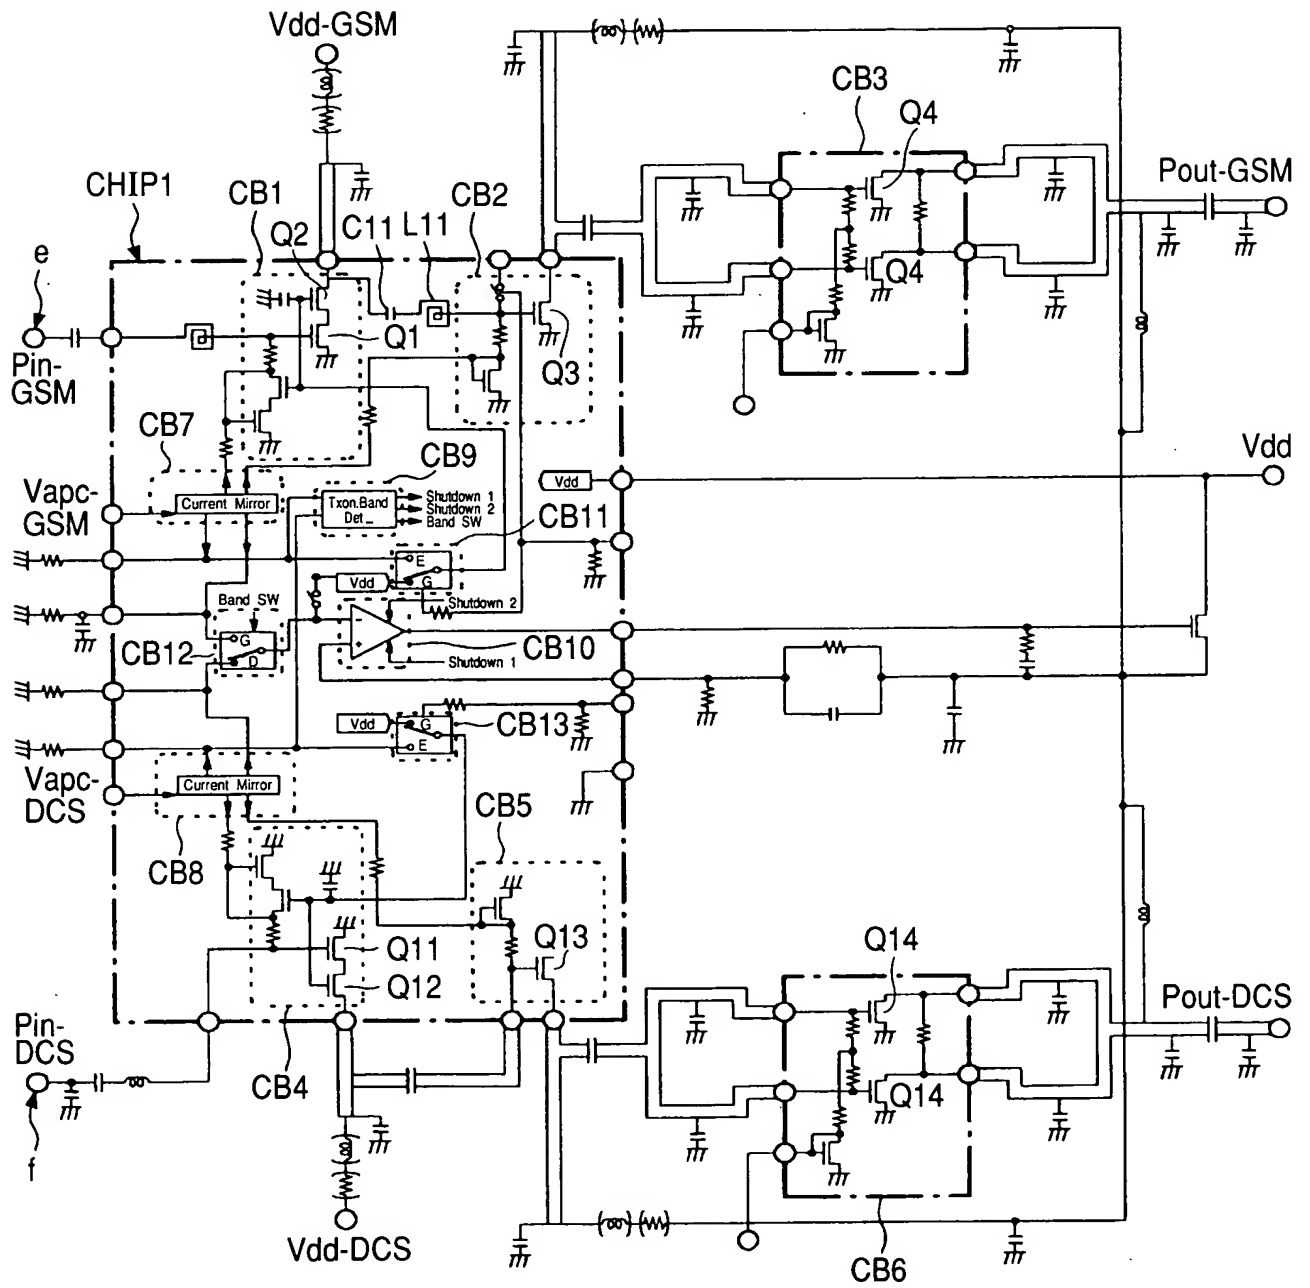 Vdd-GSM
CB3
Q4
CHIP1
CB1
Q2
C11
L11
CB2
Pout-GSM
e
Q4
Q1
Q3
Pin-
GSM
CB7
CB9
Vdd
Vapc-
GSM
Current Mirror
Txon.Band
Det_
Shutdown 1
Shutdown 2
Band SW
Vdd
CB11
E
G
Vdd
Band SW
Shutdown 2
CB12
G
D
-
+
CB10
Shutdown 1
Vdd
G
E
CB13
Vapc-
DCS
Current Mirror
CB5
CB8
Q11
Q13
Q14
Q12
Pin-
DCS
Pout-DCS
CB4
Q14
f
Vdd-DCS
CB6